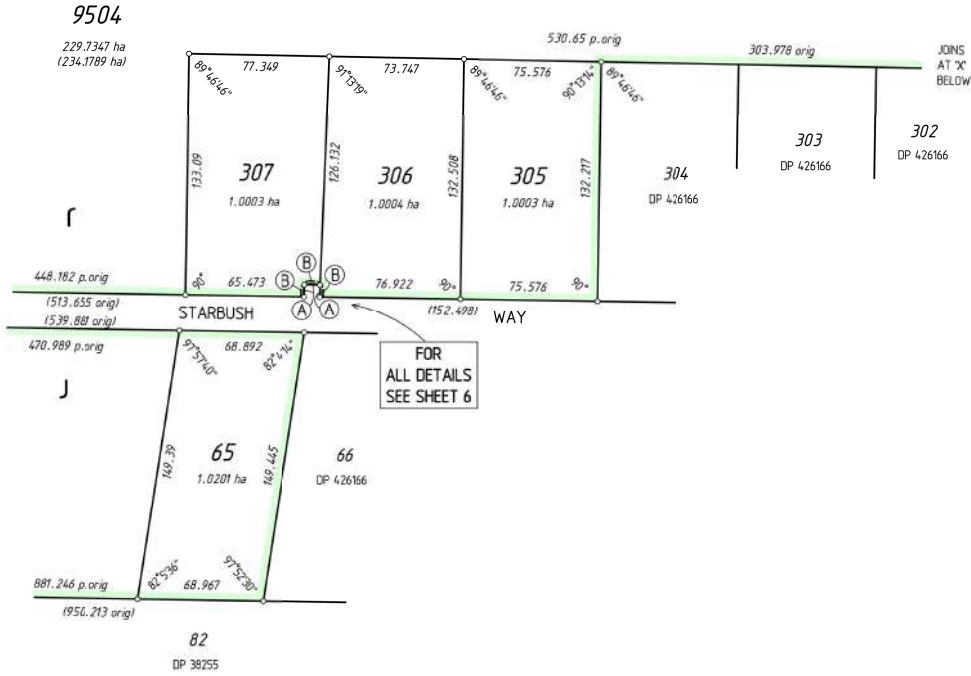 9504
229.7347 ha
(234.1789 ha)
530.65 p.orig
303.978 orig
JOINS
AT 'X'
BELOW
77.349
73.747
75.576
89°46'46"
91°13'19"
89°46'46"
90°13'14"
89°46'46"
133.09
126.132
132.508
132.217
307
1.0003 ha
306
1.0004 ha
305
1.0003 ha
304
DP 426166
303
DP 426166
302
DP 426166
448.182 p.orig
90°
65.473
B
B
B
A
A
76.922
90°
75.576
90°
(513.655 orig)
(152.498)
STARBUSH
WAY
(539.881 orig)
470.989 p.orig
68.892
97°57'40"
82°4'14"
FOR
ALL DETAILS
SEE SHEET 6
J
149.39
149.445
65
1.0201 ha
66
DP 426166
881.246 p.orig
82°5'36"
68.967
97°52'30"
(950.213 orig)
82
DP 38255